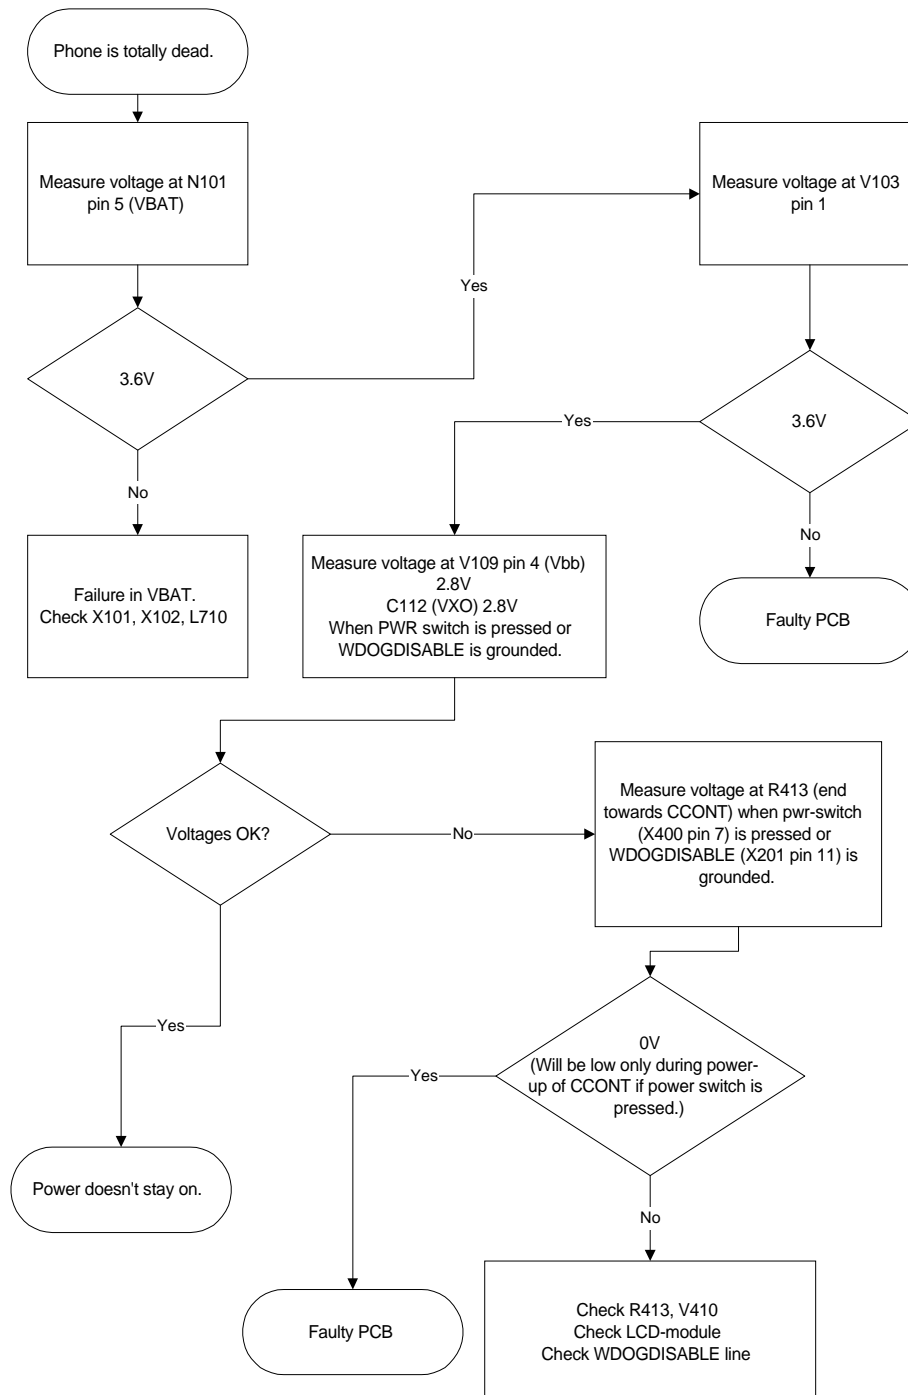 Phone is totally dead.
Measure voltage at N101
pin 5 (VBAT)
Measure voltage at V103
pin 1
Yes
3.6V
3.6V
Yes
No
No
Failure in VBAT.
Check X101, X102, L710
Measure voltage at V109 pin 4 (Vbb)
2.8V
C112 (VXO) 2.8V
When PWR switch is pressed or
WDOGDISABLE is grounded.
Faulty PCB
Voltages OK?
No
Measure voltage at R413 (end
towards CCONT) when pwr-switch
(X400 pin 7) is pressed or
WDOGDISABLE (X201 pin 11) is
grounded.
Yes
0V
(Will be low only during power-
up of CCONT if power switch is
pressed.)
Yes
Power doesn't stay on.
No
Faulty PCB
Check R413, V410
Check LCD-module
Check WDOGDISABLE line